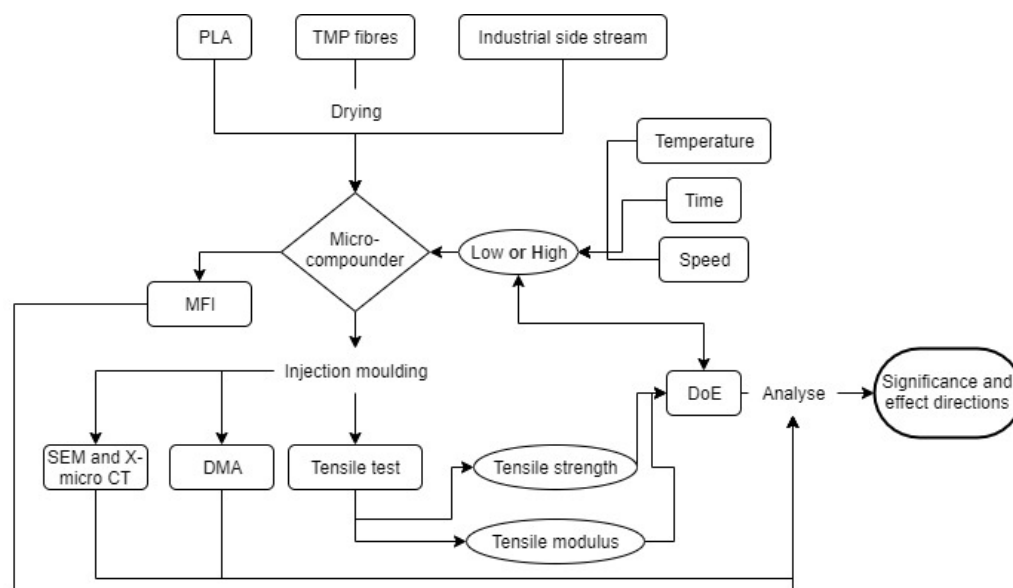 PLA
TMP fibres
Industrial side stream
Drying
Temperature
Time
Speed
Micro-
compounder
Low or High
MFI
Injection moulding
DoE
Analyse
Significance and
effect directions
SEM and X-
micro CT
DMA
Tensile test
Tensile strength
Tensile modulus